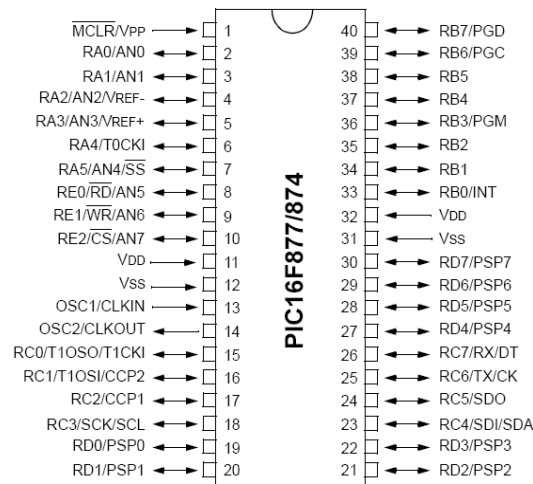 MCLR/VPP 1 40 RB7/PGD
RA0/AN0 2 39 RB6/PGC
RA1/AN1 3 38 RB5
RA2/AN2/VREF- 4 37 RB4
RA3/AN3/VREF+ 5 36 RB3/PGM
RA4/T0CKI 6 35 RB2
RA5/AN4/SS 7 34 RB1
RE0/RD/AN5 8 33 RB0/INT
RE1/WR/AN6 9 32 VDD
RE2/CS/AN7 10 31 VSS
VDD 11 30 RD7/PSP7
VSS 12 29 RD6/PSP6
OSC1/CLKIN 13 28 RD5/PSP5
OSC2/CLKOUT 14 27 RD4/PSP4
RC0/T1OSO/T1CKI 15 26 RC7/RX/DT
RC1/T1OSI/CCP2 16 25 RC6/TX/CK
RC2/CCP1 17 24 RC5/SDO
RC3/SCK/SCL 18 23 RC4/SDI/SDA
RD0/PSP0 19 22 RD3/PSP3
RD1/PSP1 20 21 RD2/PSP2
PIC16F877/874